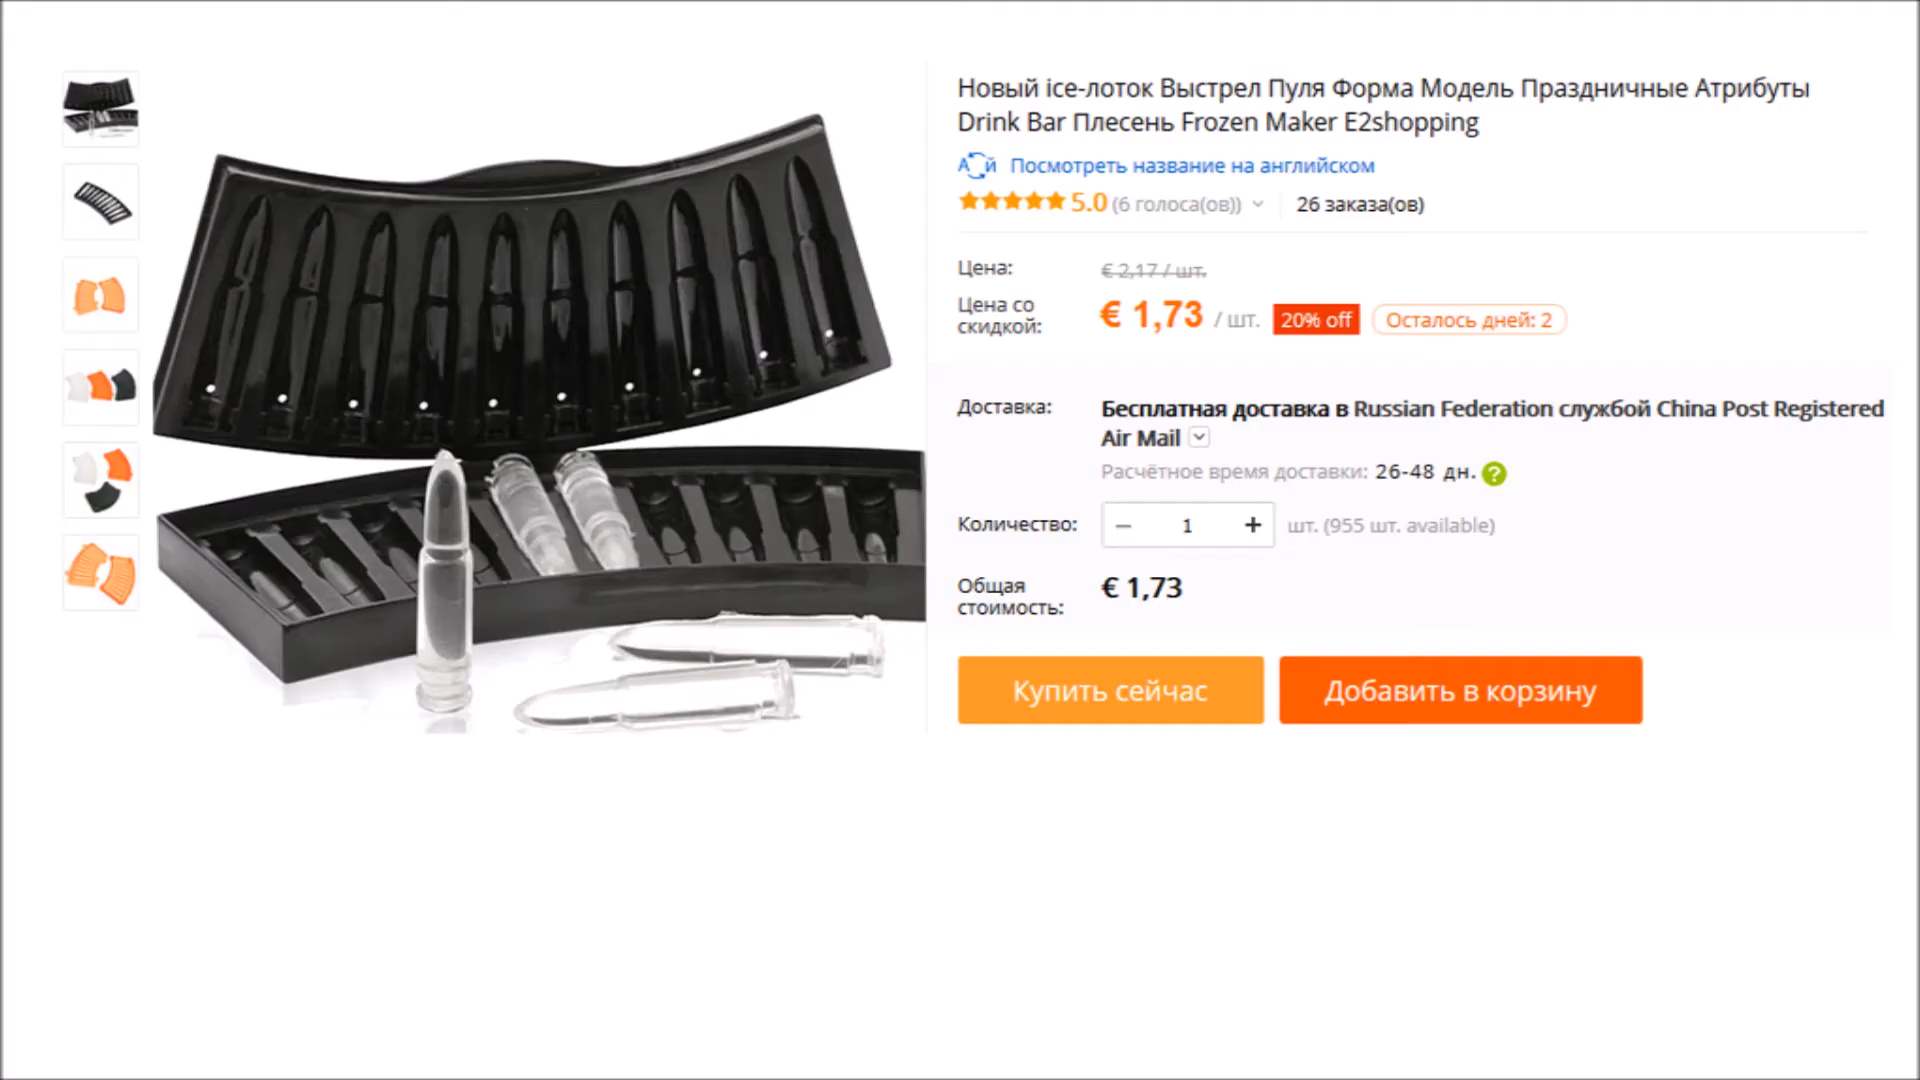 Новый ice-лоток Выстрел Пуля Форма Модель Праздничные Атрибуты
Drink Bar Плесень Frozen Maker E2shopping
Aй Посмотреть название на английском
5.0 (6 голоса(ов)) 26 заказа(ов)
Цена: € 2,17 / шт.
Цена со
скидкой: € 1,73 / шт. 20% off Осталось дней: 2
Доставка: Бесплатная доставка в Russian Federation службой China Post Registered
Air Mail
Расчётное время доставки: 26-48 дн. ?
Количество: − 1 + шт. (955 шт. available)
Общая
стоимость: € 1,73
Купить сейчас Добавить в корзину